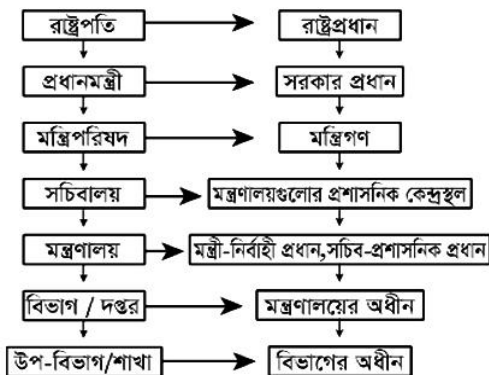 রাষ্ট্রপতি রাষ্ট্রপ্রধান
প্রধানমন্ত্রী সরকার প্রধান
মন্ত্রিপরিষদ মন্ত্রিগণ
সচিবালয় মন্ত্রণালয়গুলোর প্রশাসনিক কেন্দ্রস্থল
মন্ত্রণালয় মন্ত্রী-নির্বাহী প্রধান,সচিব-প্রশাসনিক প্রধান
বিভাগ / দপ্তর মন্ত্রণালয়ের অধীন
উপ-বিভাগ/শাখা বিভাগের অধীন